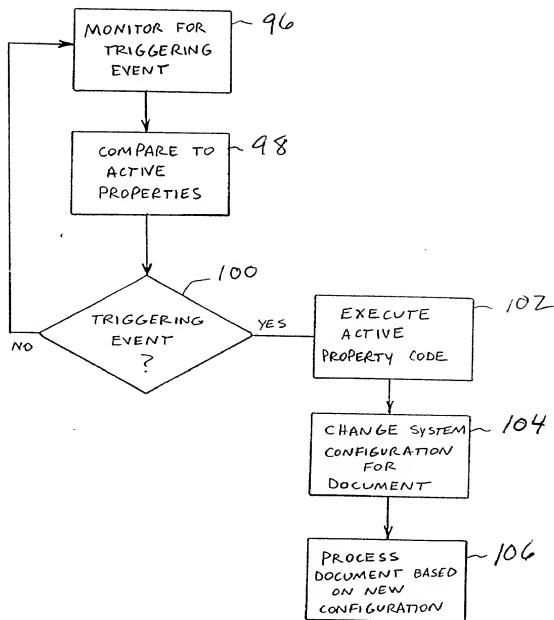 MONITOR FOR
TRIGGERING
EVENT
96
COMPARE TO
ACTIVE
PROPERTIES
98
100
TRIGGERING
EVENT
?
NO
YES
EXECUTE
ACTIVE
PROPERTY CODE
102
CHANGE SYSTEM
CONFIGURATION
FOR
DOCUMENT
104
PROCESS
DOCUMENT BASED
ON NEW
CONFIGURATION
106